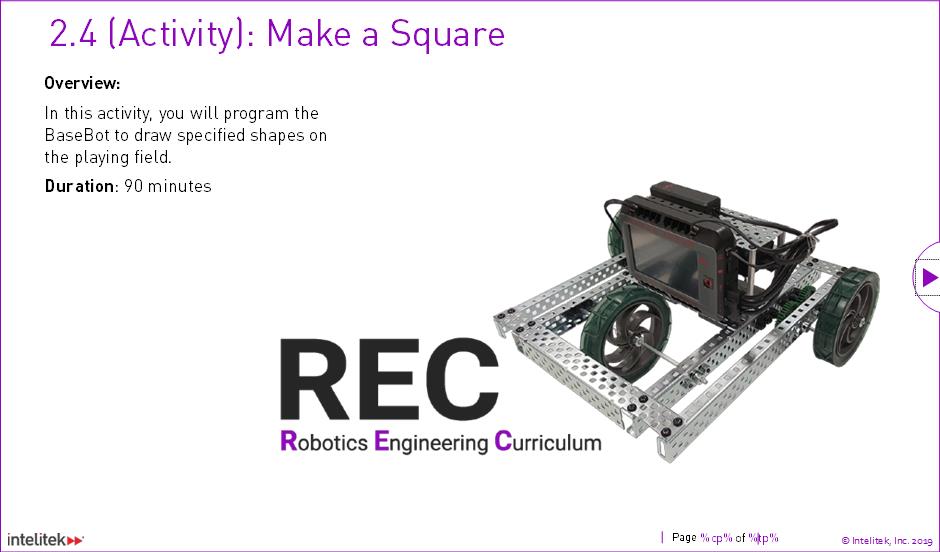 2.4 (Activity): Make a Square
Overview:
In this activity, you will program the
BaseBot to draw specified shapes on
the playing field.
Duration: 90 minutes
REC
Robotics Engineering Curriculum
intelitek
Page %cp% of %tp%
© Intelitek, Inc. 2019